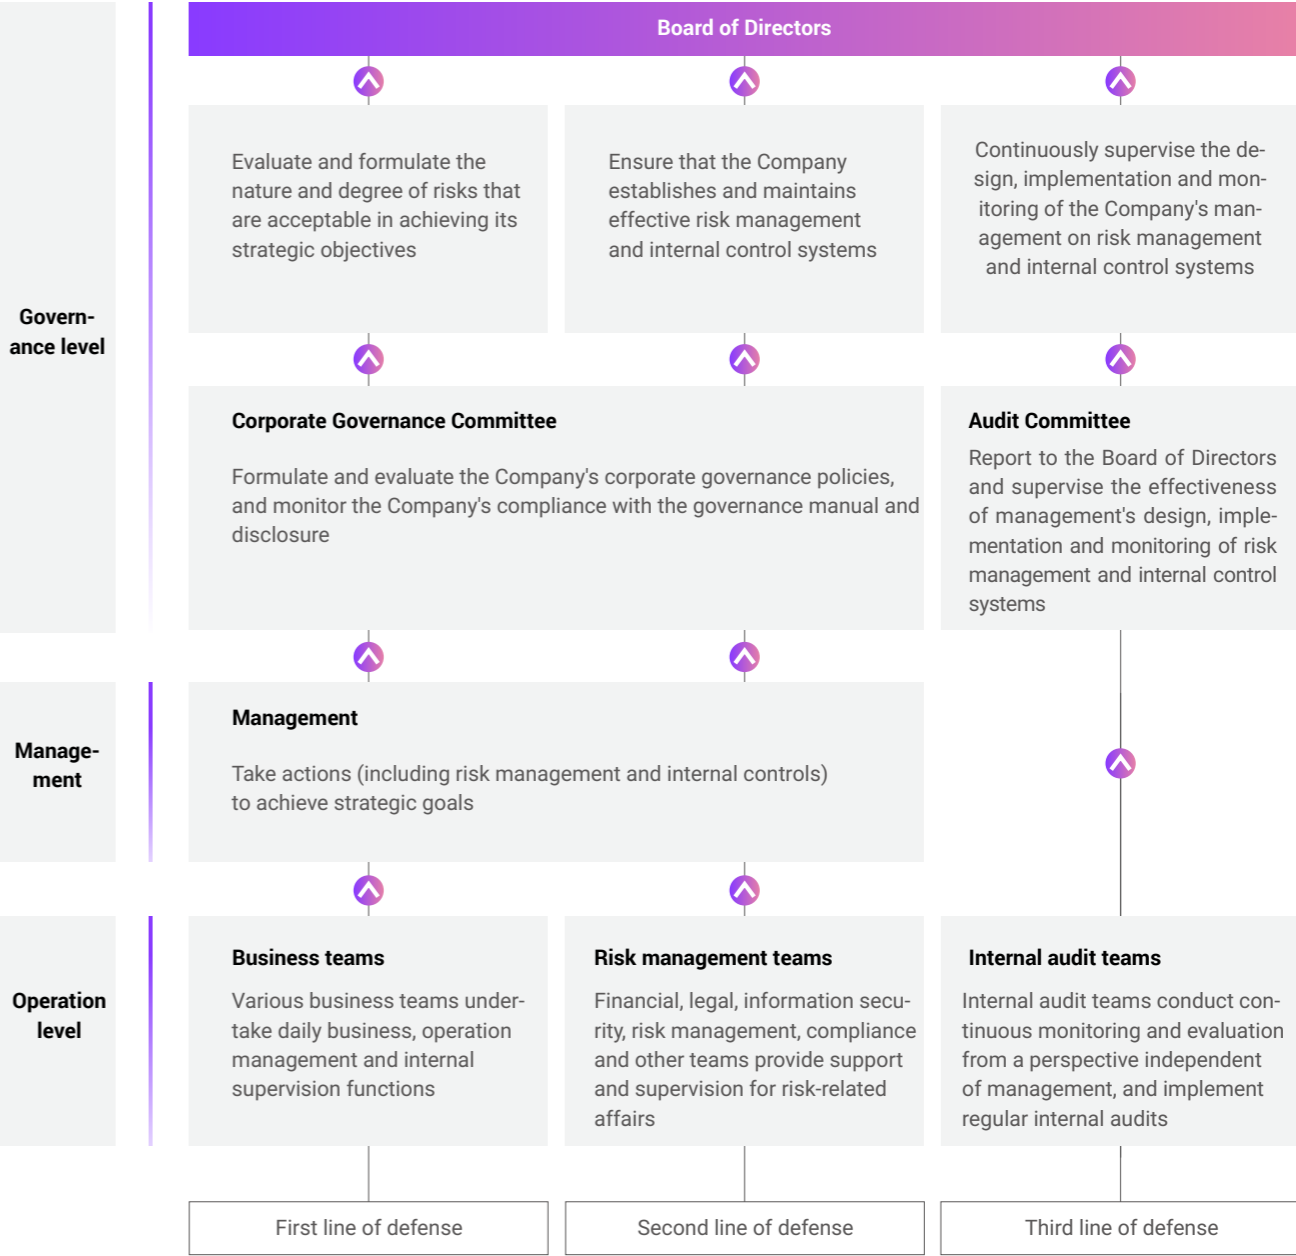 Board of Directors
Evaluate and formulate the
nature and degree of risks that
are acceptable in achieving its
strategic objectives
Ensure that the Company
establishes and maintains
effective risk management
and internal control systems
Continuously supervise the de-
sign, implementation and mon-
itoring of the Company's man-
agement on risk management
and internal control systems
Govern-
ance level
Corporate Governance Committee
Formulate and evaluate the Company's corporate governance policies,
and monitor the Company's compliance with the governance manual and
disclosure
Audit Committee
Report to the Board of Directors
and supervise the effectiveness
of management's design, imple-
mentation and monitoring of risk
management and internal control
systems
Manage-
ment
Management
Take actions (including risk management and internal controls)
to achieve strategic goals
Operation
level
Business teams
Various business teams under-
take daily business, operation
management and internal
supervision functions
Risk management teams
Financial, legal, information secu-
rity, risk management, compliance
and other teams provide support
and supervision for risk-related
affairs
Internal audit teams
Internal audit teams conduct con-
tinuous monitoring and evaluation
from a perspective independent
of management, and implement
regular internal audits
First line of defense
Second line of defense
Third line of defense